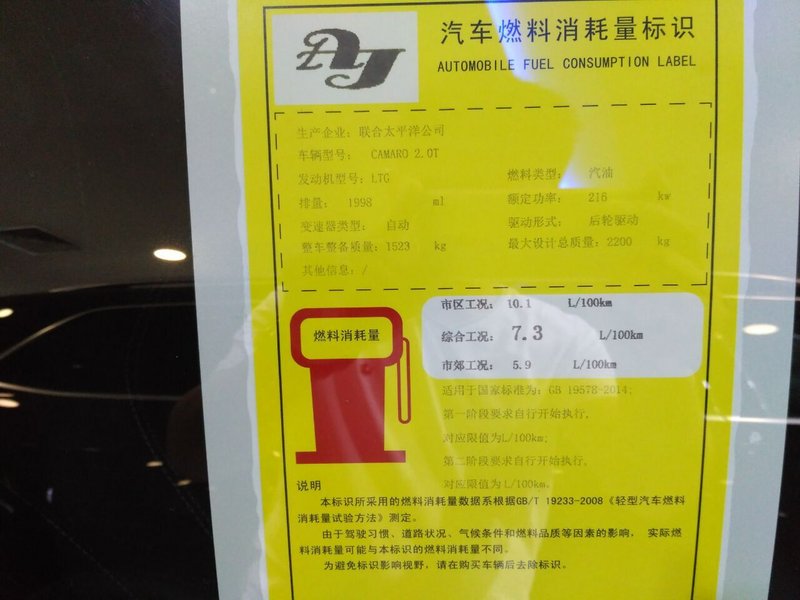 AJ
汽车燃料消耗量标识
AUTOMOBILE FUEL CONSUMPTION LABEL
生产企业：联合太平洋公司
车辆型号： CAMARO 2.0T
发动机型号：LTG
燃料类型： 汽油
排量： 1998 ml
额定功率： 216 kw
变速器类型： 自动
驱动形式： 后轮驱动
整车整备质量：1523 kg
最大设计总质量：2200 kg
其他信息：/
燃料消耗量
市区工况： 10.1 L/100km
综合工况： 7.3 L/100km
市郊工况： 5.9 L/100km
适用于国家标准为：GB 19578-2014;
第一阶段要求自行开始执行，
对应限值为L/100km;
第二阶段要求自行开始执行，
对应限值为 L/100km。
说明
本标识所采用的燃料消耗量数据系根据GB/T 19233-2008《轻型汽车燃料
消耗量试验方法》测定。
由于驾驶习惯、道路状况、气候条件和燃料品质等因素的影响， 实际燃
料消耗量可能与本标识的燃料消耗量不同。
为避免标识影响视野，请在购买车辆后去除标识。